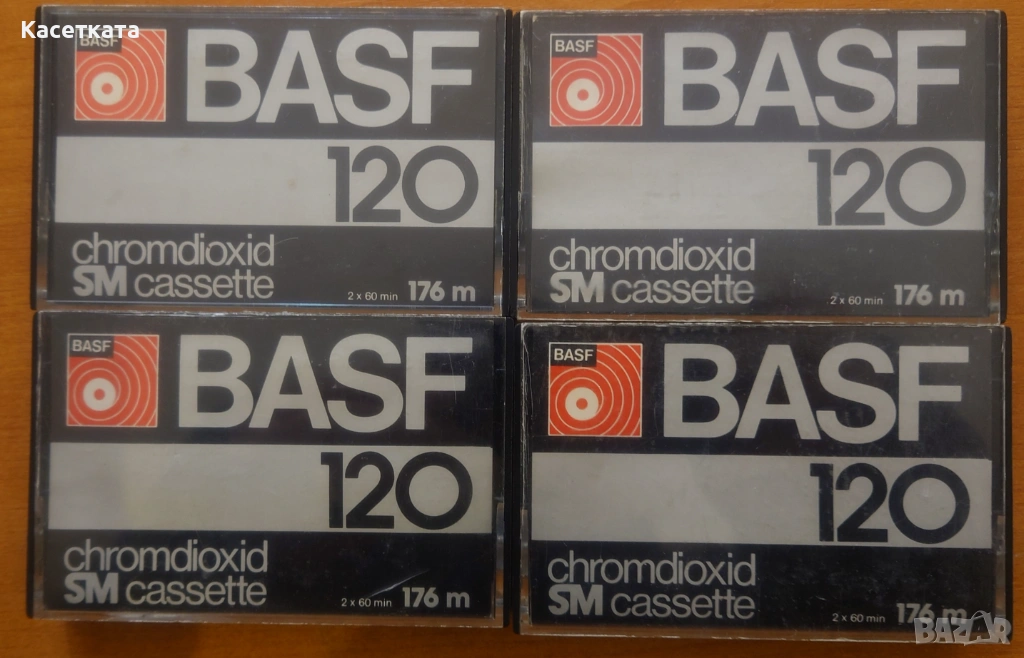 Касетката
BASF
BASF
120
chromdioxid
SM cassette
2 x 60 min 176 m
BASF
BASF
120
chromdioxid
SM cassette
2 x 60 min 176 m
BASF
BASF
120
chromdioxid
SM cassette
2 x 60 min 176 m
BASF
BASF
120
chromdioxid
SM cassette
2 x 60 min 176 m
BAZAR